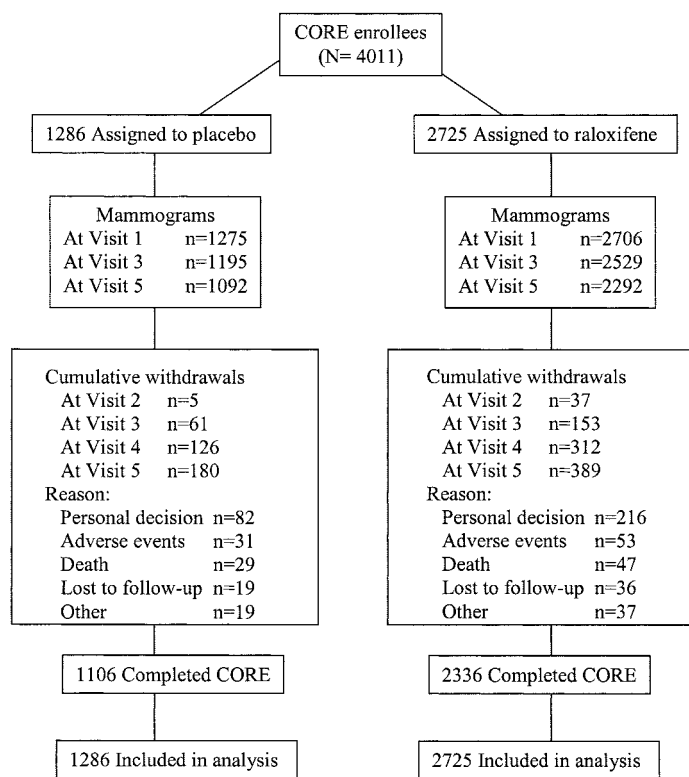 CORE enrollees
(N= 4011)
1286 Assigned to placebo
2725 Assigned to raloxifene
Mammograms
At Visit 1 n=1275
At Visit 3 n=1195
At Visit 5 n=1092
Mammograms
At Visit 1 n=2706
At Visit 3 n=2529
At Visit 5 n=2292
Cumulative withdrawals
At Visit 2 n=5
At Visit 3 n=61
At Visit 4 n=126
At Visit 5 n=180
Reason:
Personal decision n=82
Adverse events n=31
Death n=29
Lost to follow-up n=19
Other n=19
Cumulative withdrawals
At Visit 2 n=37
At Visit 3 n=153
At Visit 4 n=312
At Visit 5 n=389
Reason:
Personal decision n=216
Adverse events n=53
Death n=47
Lost to follow-up n=36
Other n=37
1106 Completed CORE
2336 Completed CORE
1286 Included in analysis
2725 Included in analysis